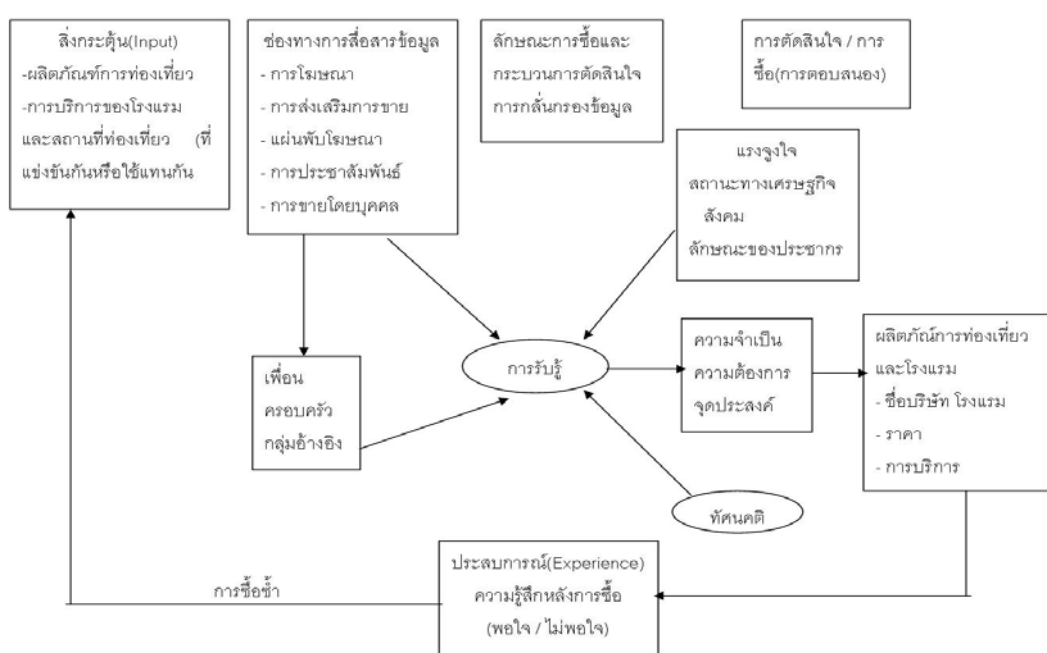 สิ่งกระตุ้น(Input)
-ผลิตภัณฑ์การท่องเที่ยว
-การบริการของโรงแรม
และสถานที่ท่องเที่ยว (ที่
แข่งขันกันหรือใช้แทนกัน
ช่องทางการสื่อสารข้อมูล
- การโฆษณา
- การส่งเสริมการขาย
- แผ่นพับโฆษณา
- การประชาสัมพันธ์
- การขายโดยบุคคล
ลักษณะการซื้อและ
กระบวนการตัดสินใจ
การกลั่นกรองข้อมูล
การตัดสินใจ / การ
ซื้อ(การตอบสนอง)
แรงจูงใจ
สถานะทางเศรษฐกิจ
สังคม
ลักษณะของประชากร
เพื่อน
ครอบครัว
กลุ่มอ้างอิง
การรับรู้
ความจำเป็น
ความต้องการ
จุดประสงค์
ผลิตภัณ์การท่องเที่ยว
และโรงแรม
- ชื่อบริษัท โรงแรม
- ราคา
- การบริการ
ทัศนคติ
ประสบการณ์(Experience)
ความรู้สึกหลังการซื้อ
(พอใจ / ไม่พอใจ)
การซื้อซ้ำ